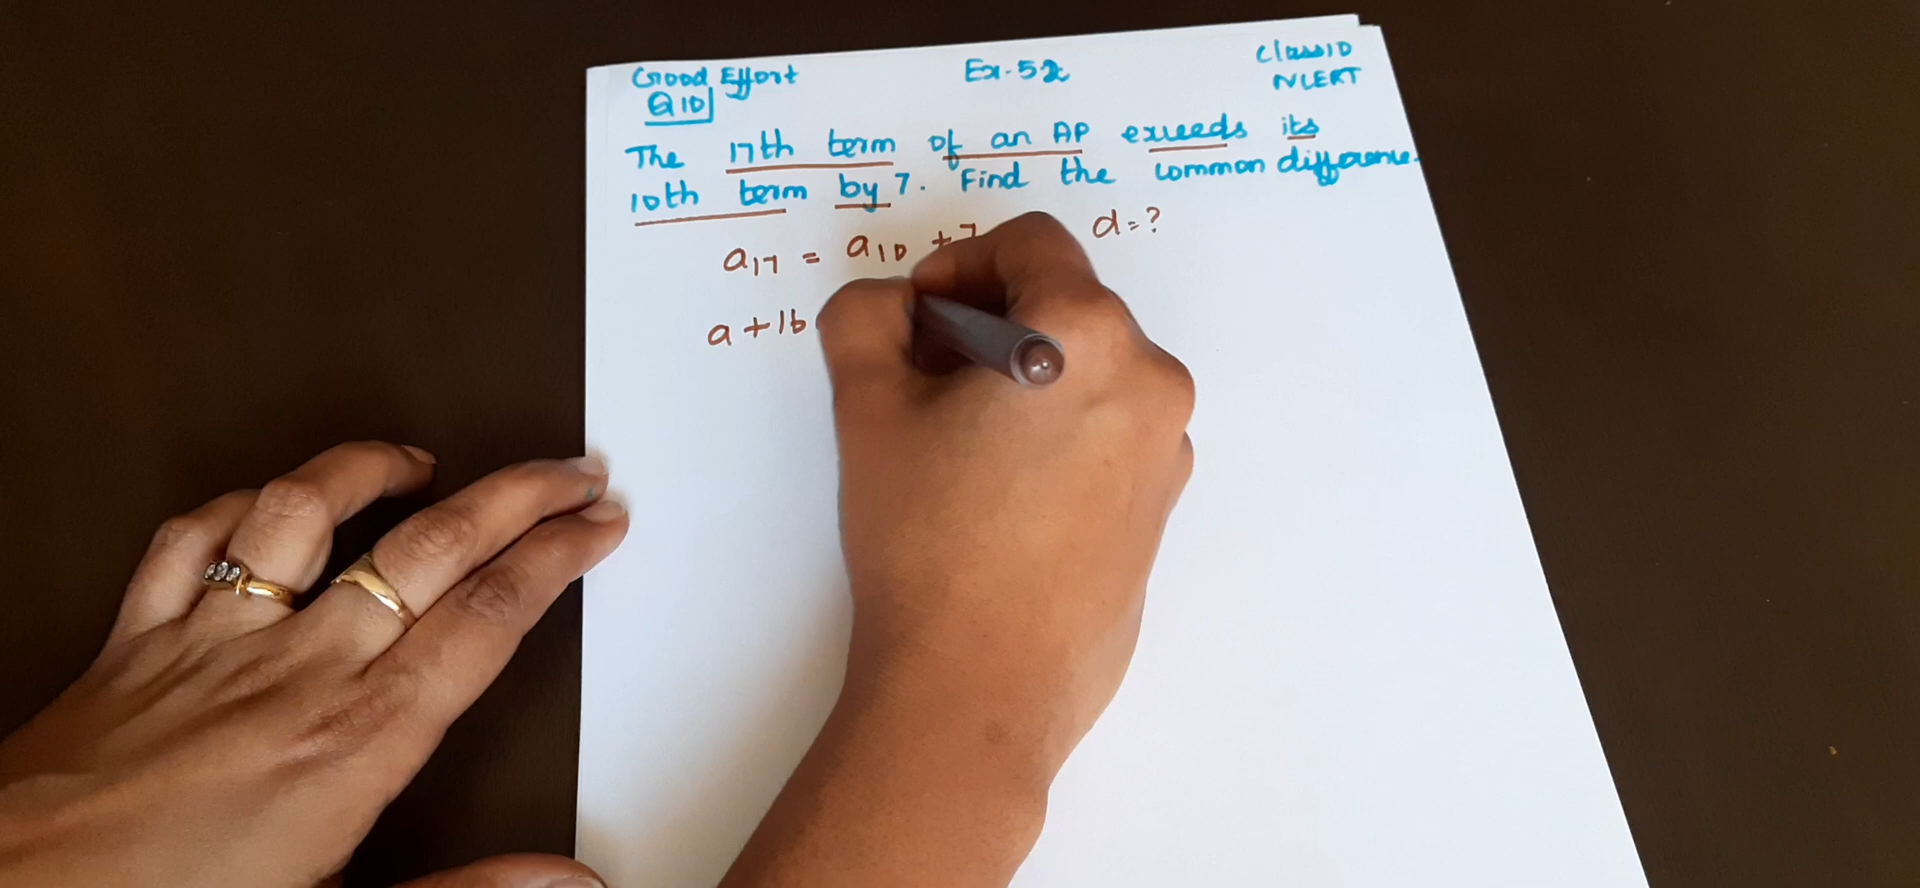 Good Effort Ex-5.2 Class 10
Q10 NCERT
The 17th term of an AP exceeds its
10th term by 7. Find the common difference.
a17 = a10 + 7 d=?
a + 16